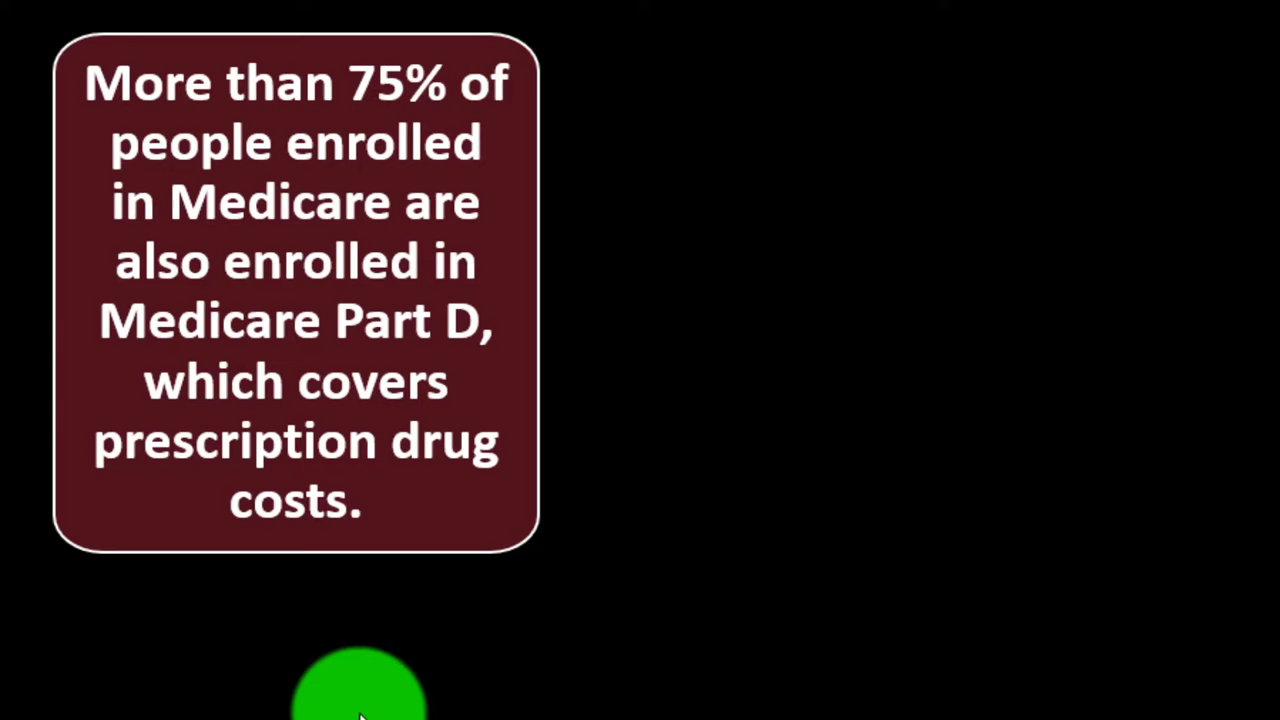 More than 75% of
people enrolled
in Medicare are
also enrolled in
Medicare Part D,
which covers
prescription drug
costs.